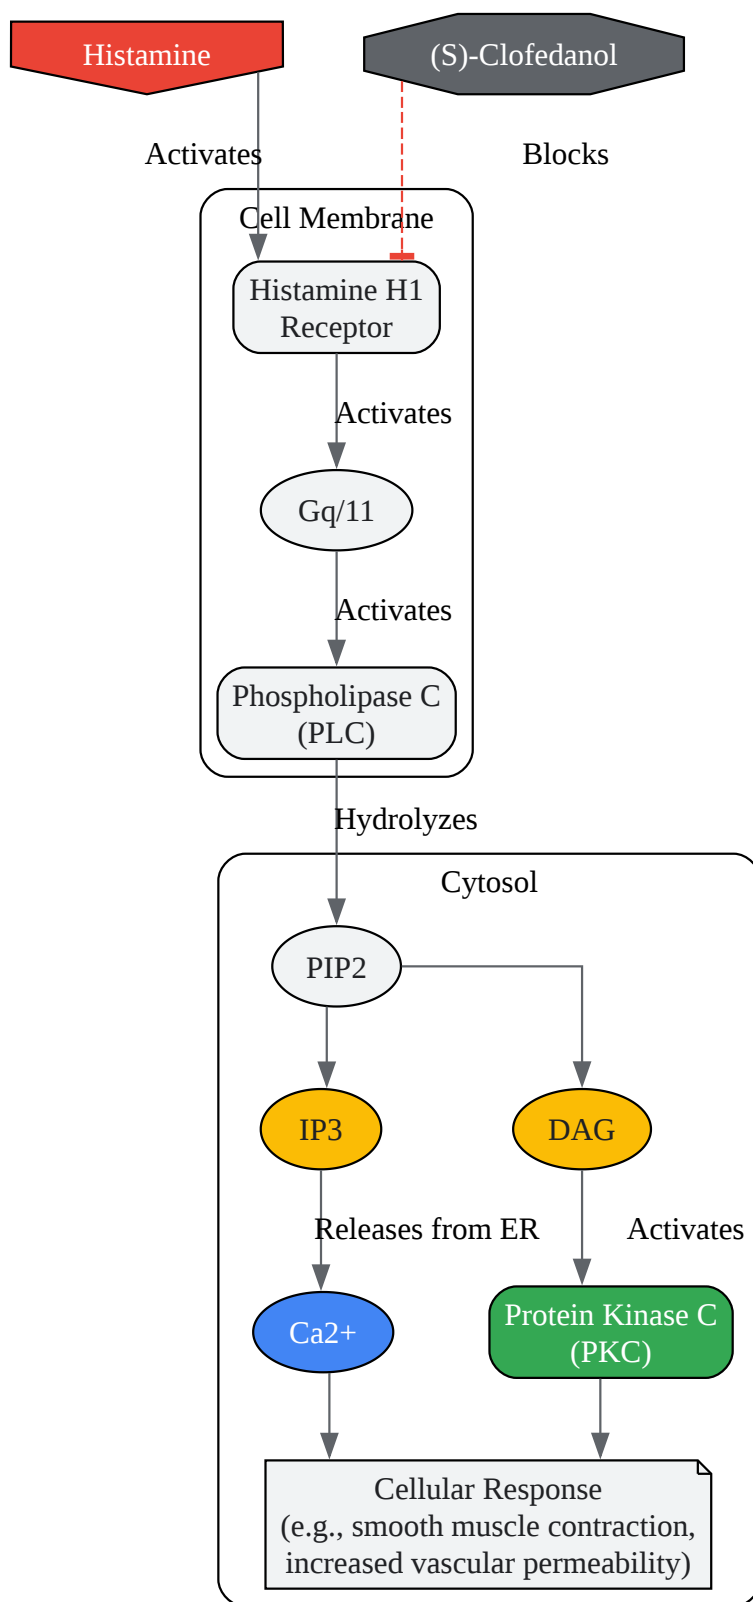 Histamine
(S)-Clofedanol
Activates
Blocks
Cell Membrane
Histamine H1
Receptor
Activates
Gq/11
Activates
Phospholipase C
(PLC)
Hydrolyzes
Cytosol
PIP2
IP3
DAG
Releases from ER
Activates
Ca2+
Protein Kinase C
(PKC)
Cellular Response
(e.g., smooth muscle contraction,
increased vascular permeability)